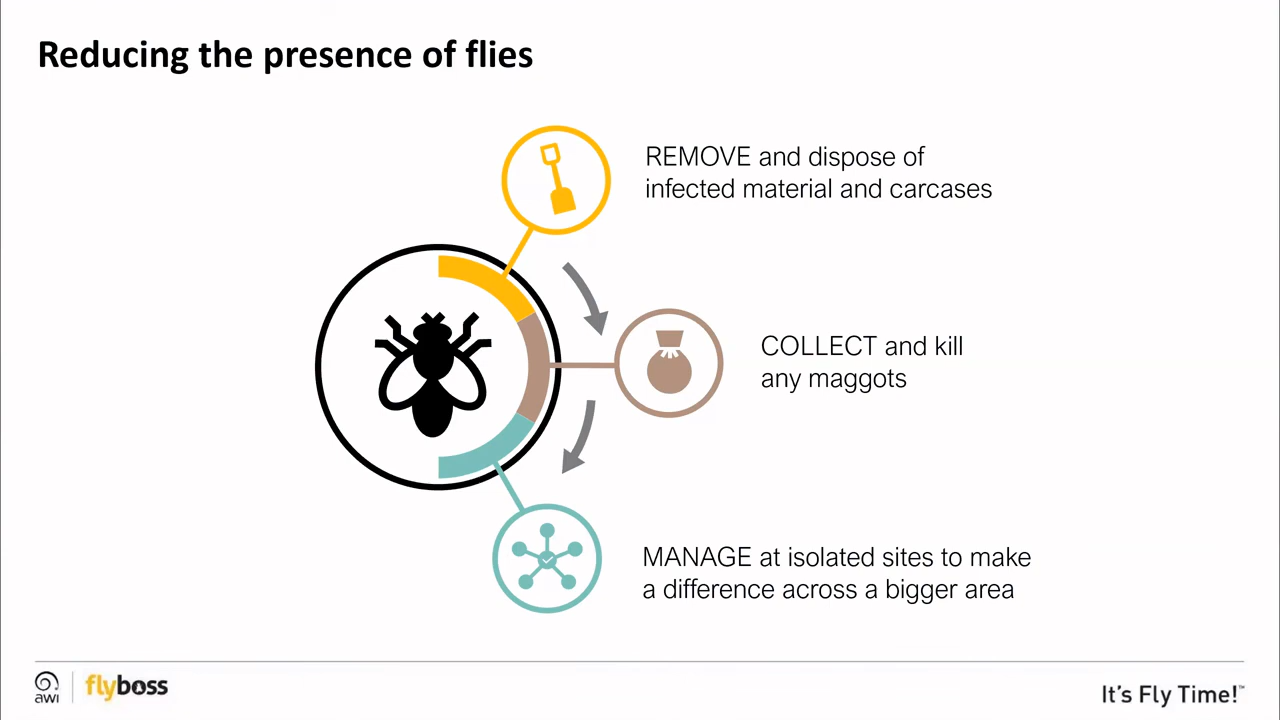 Reducing the presence of flies
REMOVE and dispose of
infected material and carcases
COLLECT and kill
any maggots
MANAGE at isolated sites to make
a difference across a bigger area
awi
flyboss
It's Fly Time!™